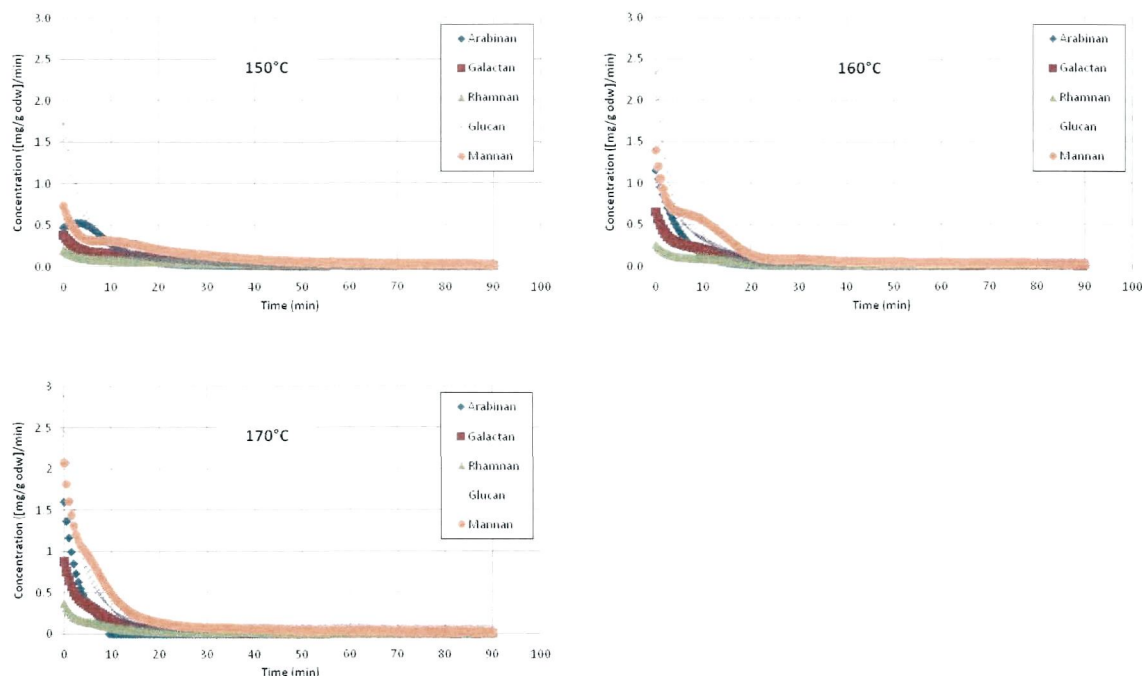 3.0
2.5
2.0
1.5
1.0
0.5
0.0
Concentration ([mg/g odw]/min)
150°C
Arabinan
Galactan
Rhamnan
Glucan
Mannan
0 10 20 30 40 50 60 70 80 90 100
Time (min)
3.0
2.5
2.0
1.5
1.0
0.5
0.0
Concentration ([mg/g odw]/min)
160°C
Arabinan
Galactan
Rhamnan
Glucan
Mannan
0 10 20 30 40 50 60 70 80 90 100
Time (min)
3
2.5
2
1.5
1
0.5
0
Concentration ([mg/g odw]/min)
170°C
Arabinan
Galactan
Rhamnan
Glucan
Mannan
0 10 20 30 40 50 60 70 80 90 100
Time (min)